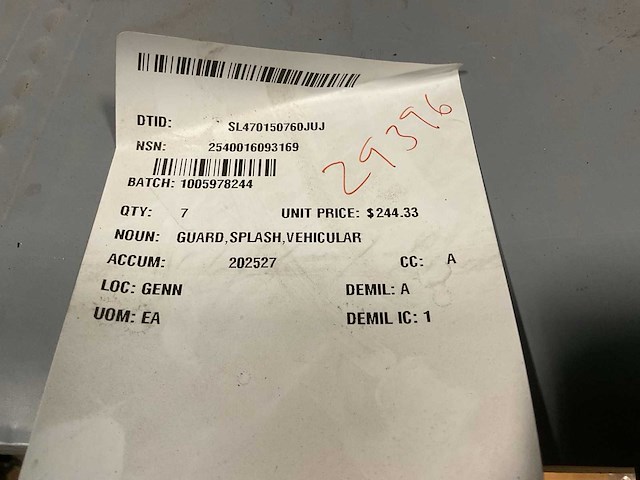 DTID: SL470150760JUJ
NSN: 2540016093169
29396
BATCH: 1005978244
QTY: 7 UNIT PRICE: $244.33
NOUN: GUARD,SPLASH,VEHICULAR
ACCUM: 202527 CC: A
LOC: GENN DEMIL: A
UOM: EA DEMIL IC: 1